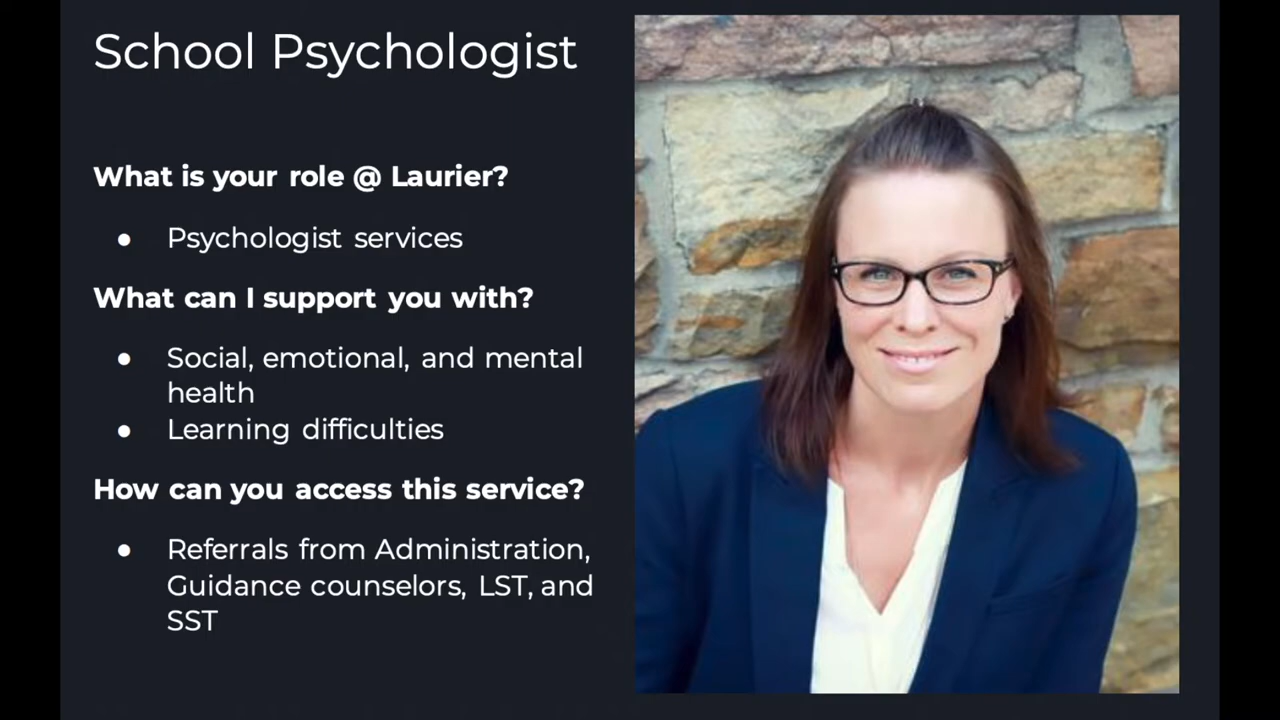 School Psychologist
What is your role @ Laurier?
● Psychologist services
What can I support you with?
● Social, emotional, and mental
health
● Learning difficulties
How can you access this service?
● Referrals from Administration,
Guidance counselors, LST, and
SST